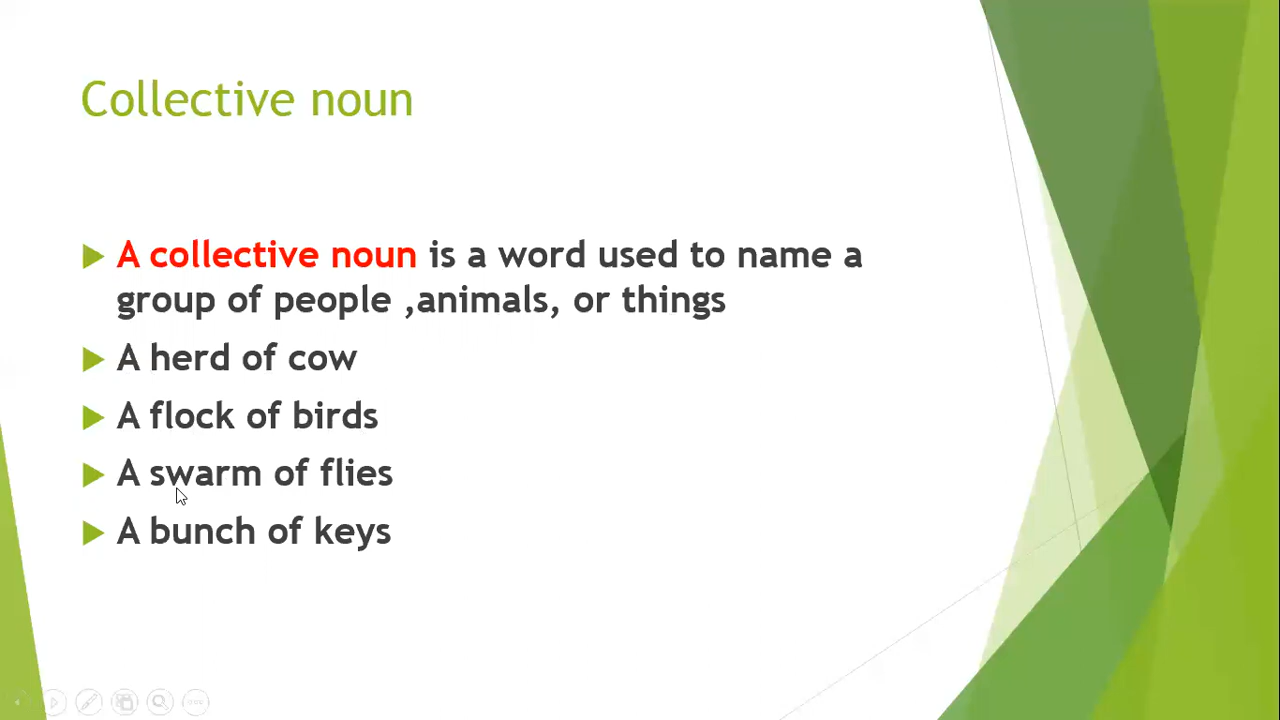 Collective noun
A collective noun is a word used to name a
group of people ,animals, or things
A herd of cow
A flock of birds
A swarm of flies
A bunch of keys